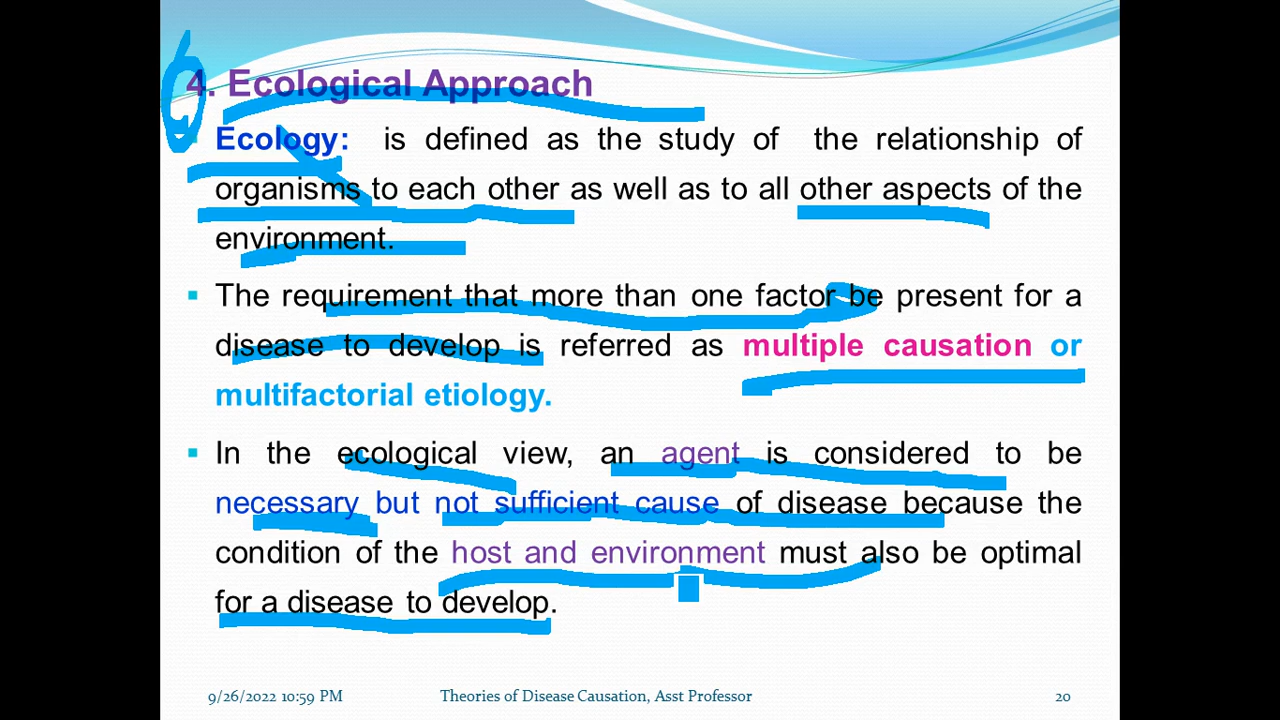 4. Ecological Approach
Ecology: is defined as the study of the relationship of
organisms to each other as well as to all other aspects of the
environment.
▪ The requirement that more than one factor be present for a
disease to develop is referred as multiple causation or
multifactorial etiology.
▪ In the ecological view, an agent is considered to be
necessary but not sufficient cause of disease because the
condition of the host and environment must also be optimal
for a disease to develop.
9/26/2022 10:59 PM Theories of Disease Causation, Asst Professor 20